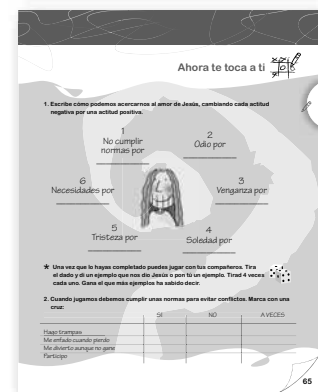 Ahora te toca a ti
1. Escribe cómo podemos acercarnos al amor de Jesús, cambiando cada actitud
negativa por una actitud positiva.
1
No cumplir
normas por
2
Odio por
6
Necesidades por
3
Venganza por
5
Tristeza por
4
Soledad por
* Una vez que lo hayas completado puedes jugar con tus compañeros. Tira
el dado y di un ejemplo que nos dio Jesús o pon tú un ejemplo. Tirad 4 veces
cada uno. Gana el que más ejemplos ha sabido decir.
2. Cuando jugamos debemos cumplir unas normas para evitar conflictos. Marca con una
cruz:
SI NO A VECES
Hago trampas
Me enfado cuando pierdo
Me divierto aunque no gane
Participo
65